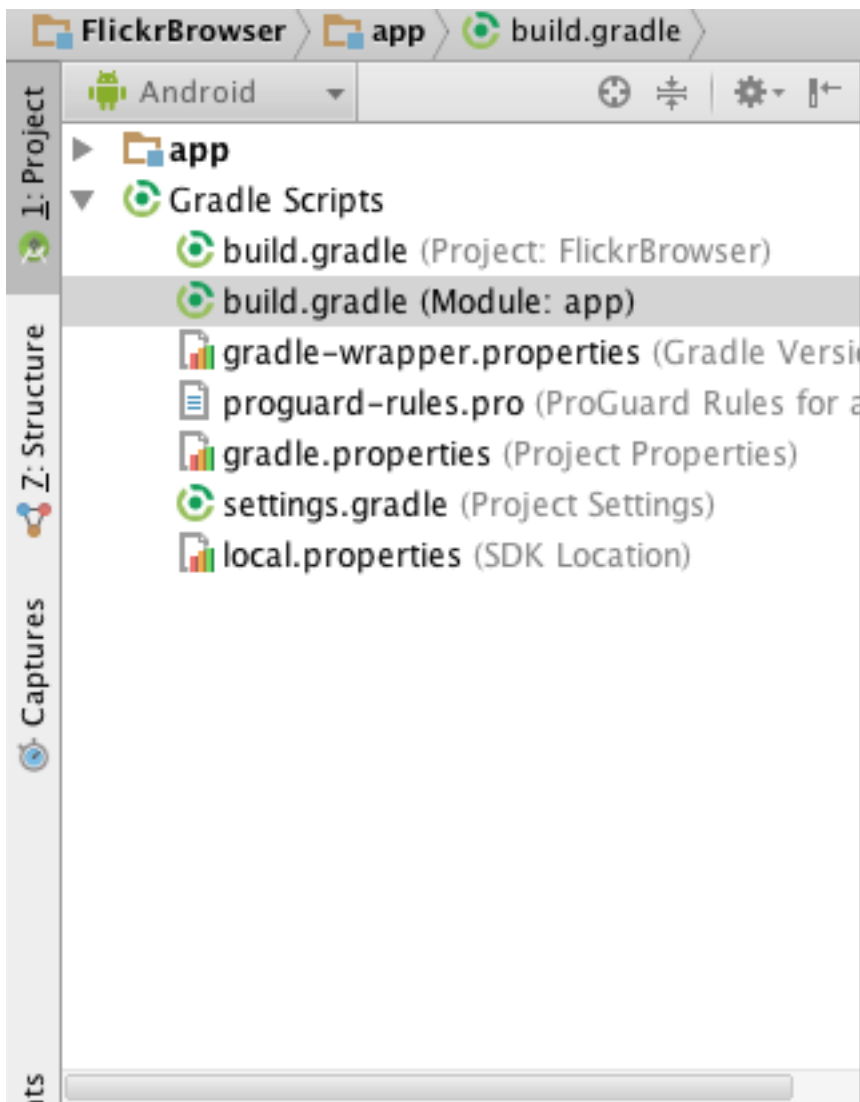 FlickrBrowser app build.gradle
Android
1: Project
app
Gradle Scripts
build.gradle (Project: FlickrBrowser)
build.gradle (Module: app)
gradle-wrapper.properties (Gradle
proguard-rules.pro (ProGuard Rules for
gradle.properties (Project Properties)
settings.gradle (Project Settings)
local.properties (SDK Location)
7: Structure
Captures